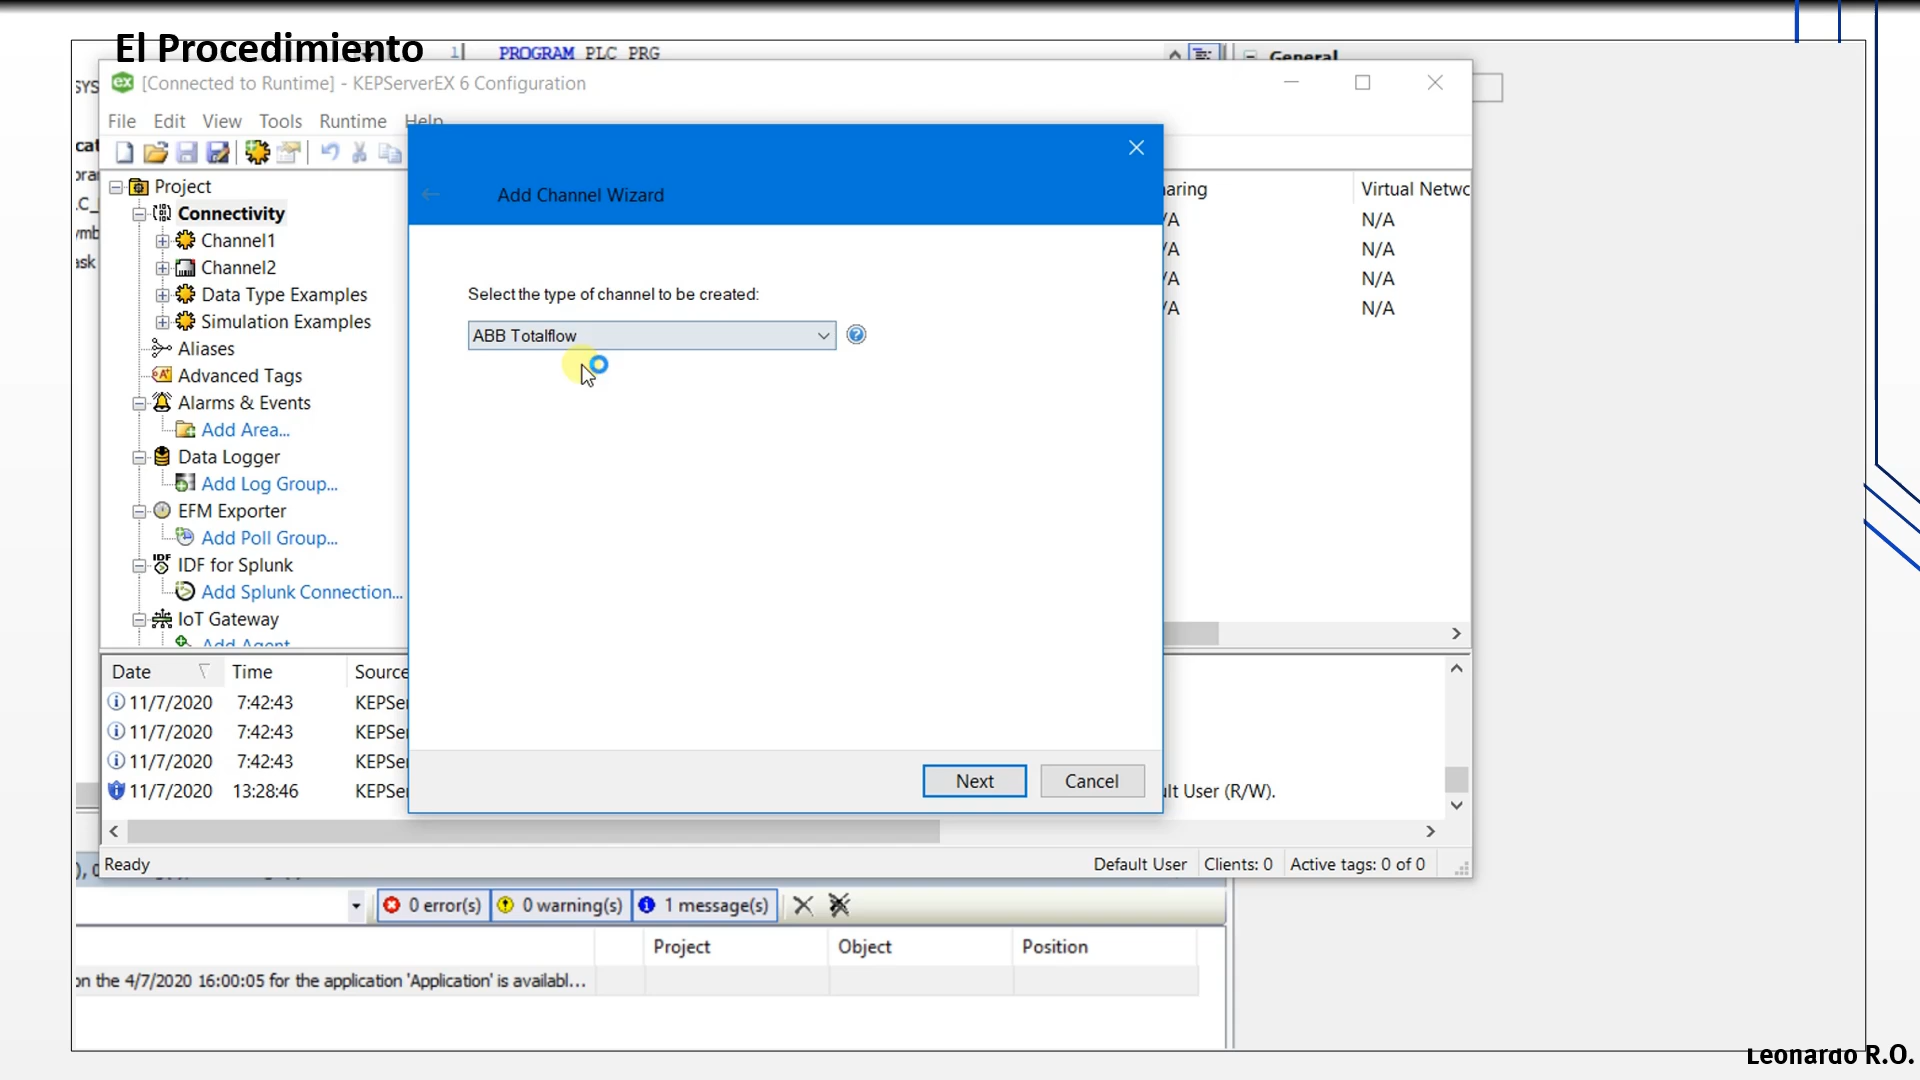 El Procedimiento
1 PROGRAM PLC PRG
General
[Connected to Runtime] - KEPServerEX 6 Configuration
File Edit View Tools Runtime Help
Add Channel Wizard
Project
Connectivity
Channel1
Channel2
Data Type Examples
Simulation Examples
Aliases
Advanced Tags
Alarms & Events
Add Area...
Data Logger
Add Log Group...
EFM Exporter
Add Poll Group...
IDF for Splunk
Add Splunk Connection...
IoT Gateway
Add Agent
Select the type of channel to be created:
ABB Totalflow
Next Cancel
aring Virtual Netwo
/A N/A
/A N/A
/A N/A
/A N/A
Date Time Source
11/7/2020 7:42:43 KEPSe
11/7/2020 7:42:43 KEPSe
11/7/2020 7:42:43 KEPSe
11/7/2020 13:28:46 KEPSe ult User (R/W).
Ready Default User Clients: 0 Active tags: 0 of 0
0 error(s) 0 warning(s) 1 message(s)
Project Object Position
on the 4/7/2020 16:00:05 for the application 'Application' is availabl...
Leonardo R.O.